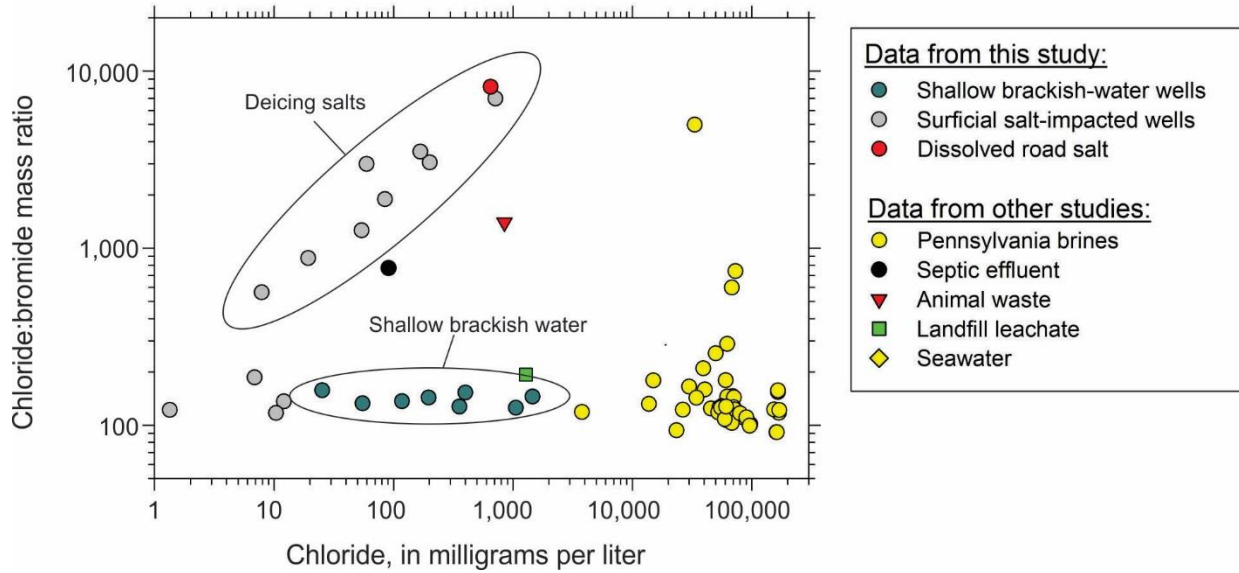 Chloride:bromide mass ratio
10,000
1,000
100
Deicing salts
Shallow brackish water
1
10
100
1,000
10,000
100,000
Chloride, in milligrams per liter
Data from this study:
Shallow brackish-water wells
Surficial salt-impacted wells
Dissolved road salt
Data from other studies:
Pennsylvania brines
Septic effluent
Animal waste
Landfill leachate
Seawater